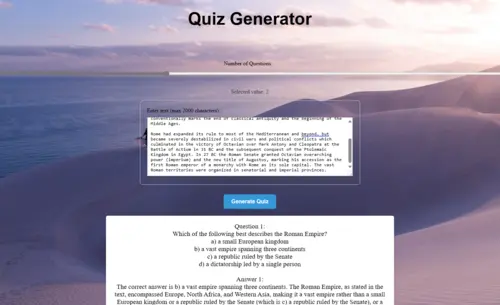 Quiz Generator
Number of Questions
Selected value: 2
Enter text (max 2000 characters):
conventionally marks the end of classical antiquity and the beginning of the
Middle Ages.
Rome had expanded its rule to most of the Mediterranean and beyond, but
became severely destabilized in civil wars and political conflicts which
culminated in the victory of Octavian over Mark Antony and Cleopatra at the
Battle of Actium in 31 BC and the subsequent conquest of the Ptolemaic
Kingdom in Egypt. In 27 BC the Roman Senate granted Octavian overarching
power (imperium) and the new title of Augustus, marking his accession as the
first Roman emperor of a monarchy with Rome as its sole capital. The vast
Roman territories were organized in senatorial and imperial provinces.
Generate Quiz
Question 1:
Which of the following best describes the Roman Empire?
a) a small European kingdom
b) a vast empire spanning three continents
c) a republic ruled by the Senate
d) a dictatorship led by a single person
Answer 1:
The correct answer is b) a vast empire spanning three continents. The Roman Empire, as stated in the
text, encompassed Europe, North Africa, and Western Asia, making it a vast empire rather than a small
European kingdom or a republic ruled by the Senate (which is c) a republic ruled by the Senate), or a